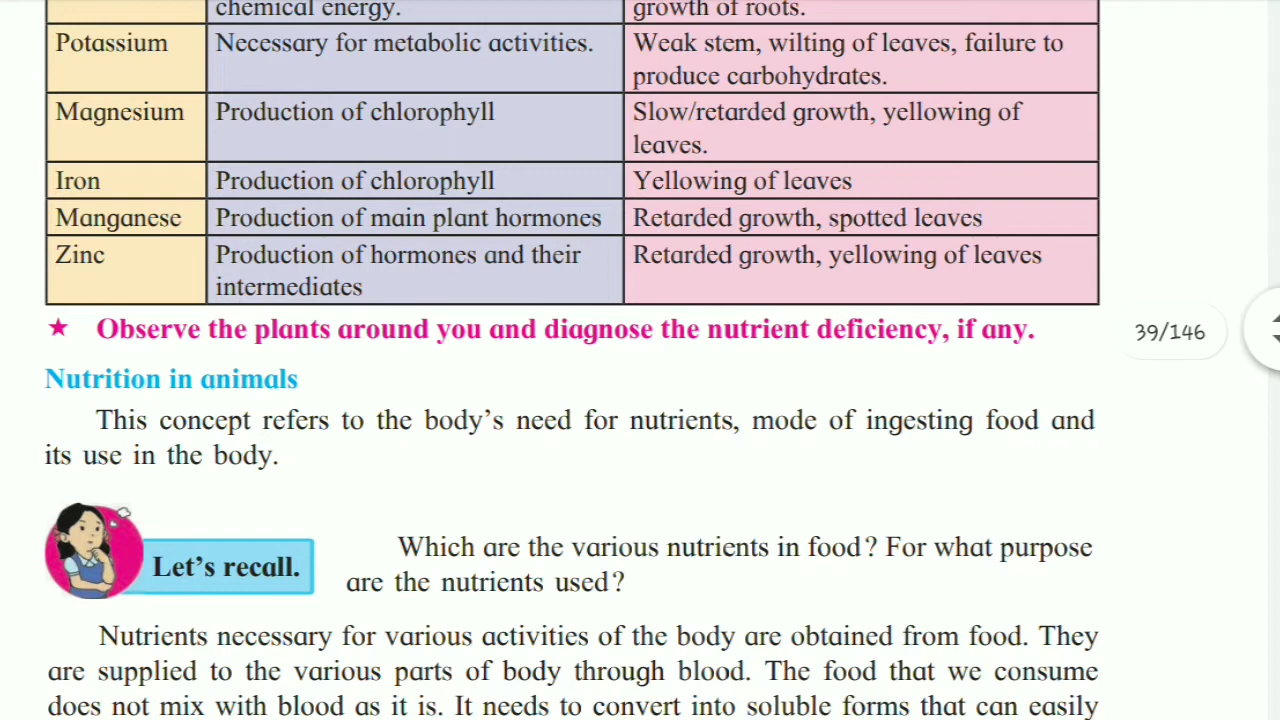 chemical energy.
growth of roots.
Potassium
Necessary for metabolic activities.
Weak stem, wilting of leaves, failure to
produce carbohydrates.
Magnesium
Production of chlorophyll
Slow/retarded growth, yellowing of
leaves.
Iron
Production of chlorophyll
Yellowing of leaves
Manganese
Production of main plant hormones
Retarded growth, spotted leaves
Zinc
Production of hormones and their
intermediates
Retarded growth, yellowing of leaves
★ Observe the plants around you and diagnose the nutrient deficiency, if any.
39/146
Nutrition in animals
This concept refers to the body’s need for nutrients, mode of ingesting food and
its use in the body.
Let’s recall.
Which are the various nutrients in food? For what purpose
are the nutrients used?
Nutrients necessary for various activities of the body are obtained from food. They
are supplied to the various parts of body through blood. The food that we consume
does not mix with blood as it is. It needs to convert into soluble forms that can easily